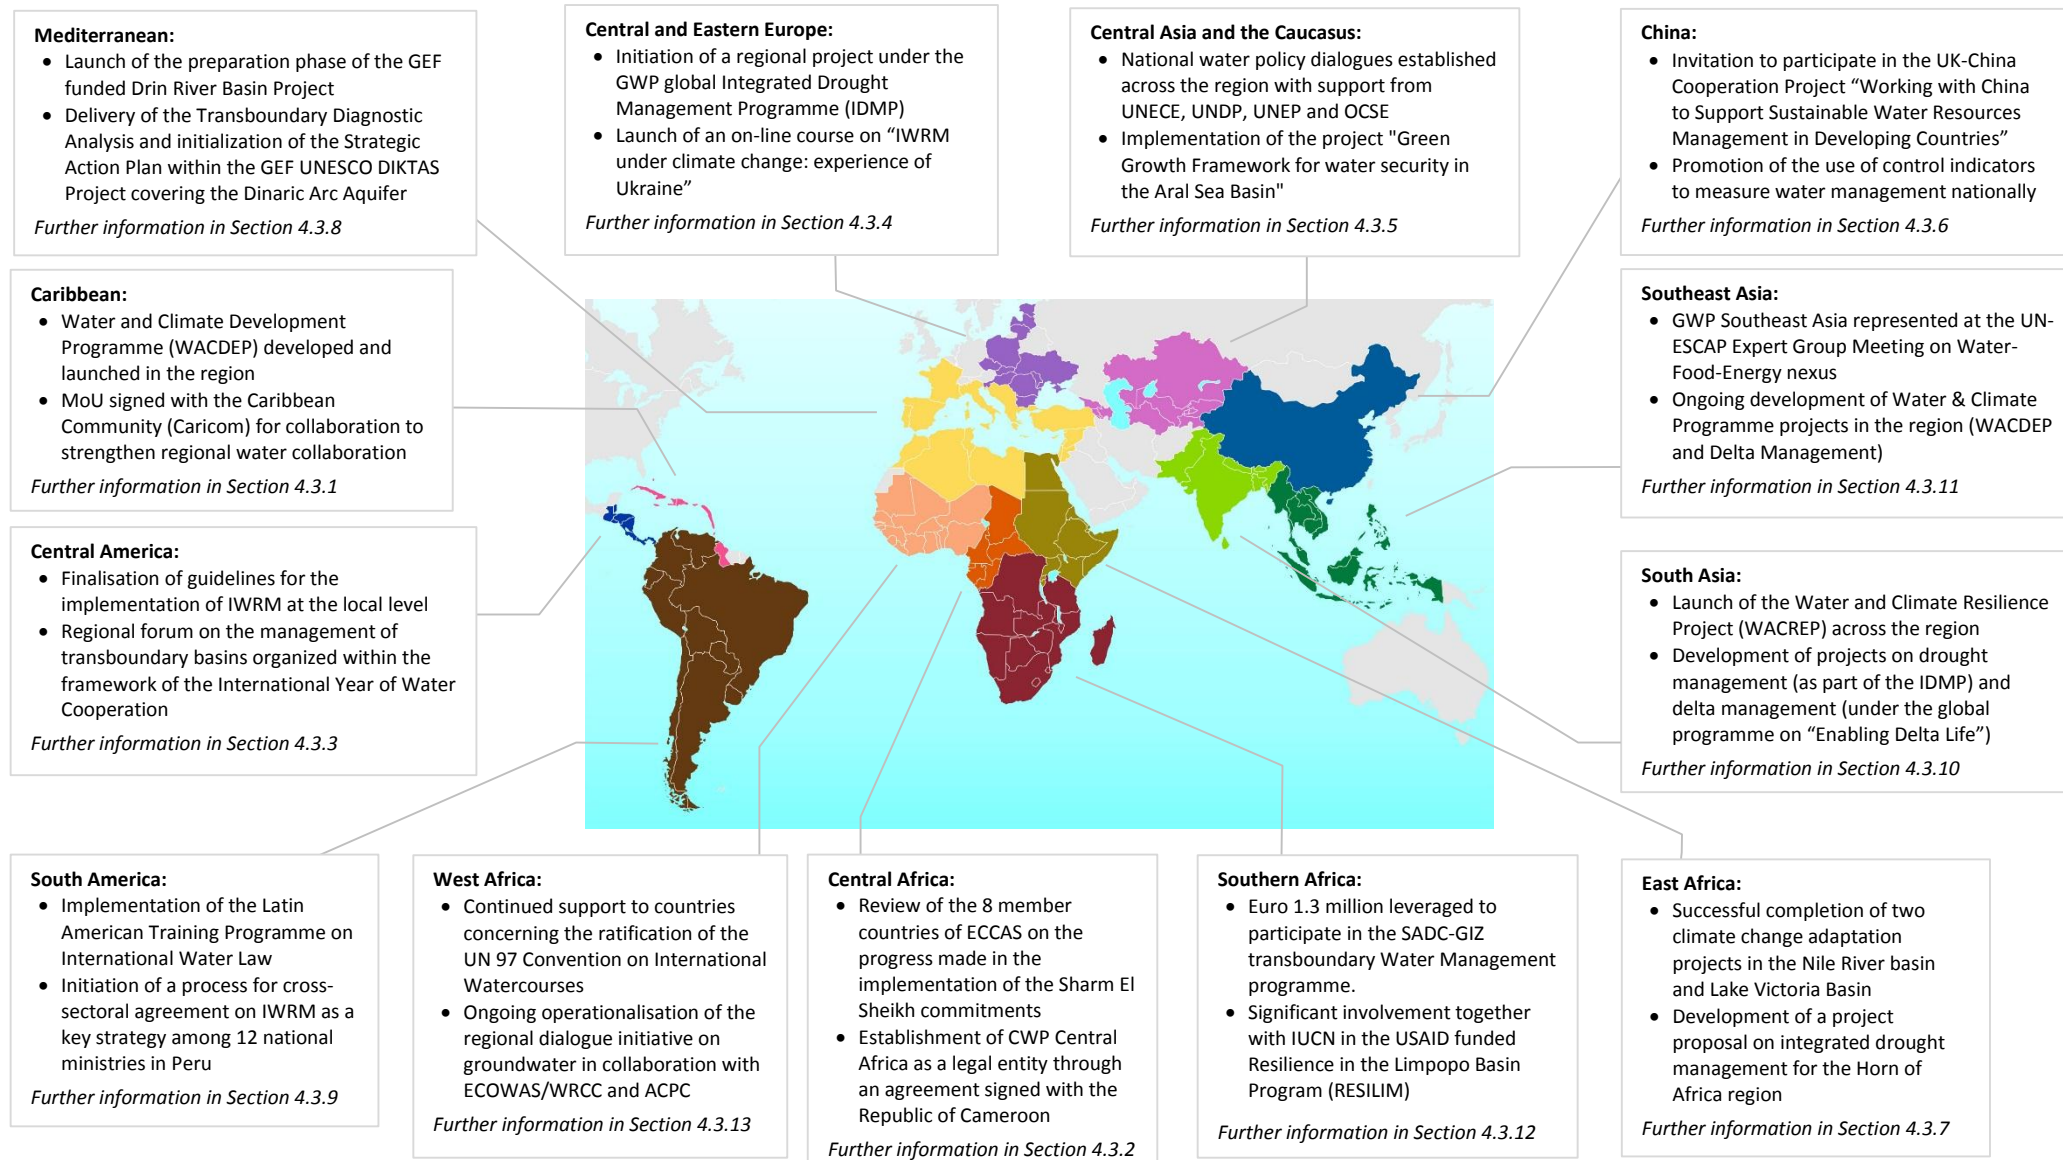 Mediterranean:
• Launch of the preparation phase of the GEF
funded Drin River Basin Project
• Delivery of the Transboundary Diagnostic
Analysis and initialization of the Strategic
Action Plan within the GEF UNESCO DIKTAS
Project covering the Dinaric Arc Aquifer
Further information in Section 4.3.8
Central and Eastern Europe:
• Initiation of a regional project under the
GWP global Integrated Drought
Management Programme (IDMP)
• Launch of an on-line course on “IWRM
under climate change: experience of
Ukraine”
Further information in Section 4.3.4
Central Asia and the Caucasus:
• National water policy dialogues established
across the region with support from
UNECE, UNDP, UNEP and OCSE
• Implementation of the project "Green
Growth Framework for water security in
the Aral Sea Basin"
Further information in Section 4.3.5
China:
• Invitation to participate in the UK-China
Cooperation Project “Working with China
to Support Sustainable Water Resources
Management in Developing Countries”
• Promotion of the use of control indicators
to measure water management nationally
Further information in Section 4.3.6
Caribbean:
• Water and Climate Development
Programme (WACDEP) developed and
launched in the region
• MoU signed with the Caribbean
Community (Caricom) for collaboration to
strengthen regional water collaboration
Further information in Section 4.3.1
Southeast Asia:
• GWP Southeast Asia represented at the UN-
ESCAP Expert Group Meeting on Water-
Food-Energy nexus
• Ongoing development of Water & Climate
Programme projects in the region (WACDEP
and Delta Management)
Further information in Section 4.3.11
Central America:
• Finalisation of guidelines for the
implementation of IWRM at the local level
• Regional forum on the management of
transboundary basins organized within the
framework of the International Year of Water
Cooperation
Further information in Section 4.3.3
South Asia:
• Launch of the Water and Climate Resilience
Project (WACREP) across the region
• Development of projects on drought
management (as part of the IDMP) and
delta management (under the global
programme on “Enabling Delta Life”)
Further information in Section 4.3.10
South America:
• Implementation of the Latin
American Training Programme on
International Water Law
• Initiation of a process for cross-
sectoral agreement on IWRM as a
key strategy among 12 national
ministries in Peru
Further information in Section 4.3.9
West Africa:
• Continued support to countries
concerning the ratification of the
UN 97 Convention on International
Watercourses
• Ongoing operationalisation of the
regional dialogue initiative on
groundwater in collaboration with
ECOWAS/WRCC and ACPC
Further information in Section 4.3.13
Central Africa:
• Review of the 8 member
countries of ECCAS on the
progress made in the
implementation of the Sharm El
Sheikh commitments
• Establishment of CWP Central
Africa as a legal entity through
an agreement signed with the
Republic of Cameroon
Further information in Section 4.3.2
Southern Africa:
• Euro 1.3 million leveraged to
participate in the SADC-GIZ
transboundary Water Management
programme.
• Significant involvement together
with IUCN in the USAID funded
Resilience in the Limpopo Basin
Program (RESILIM)
Further information in Section 4.3.12
East Africa:
• Successful completion of two
climate change adaptation
projects in the Nile River basin
and Lake Victoria Basin
• Development of a project
proposal on integrated drought
management for the Horn of
Africa region
Further information in Section 4.3.7